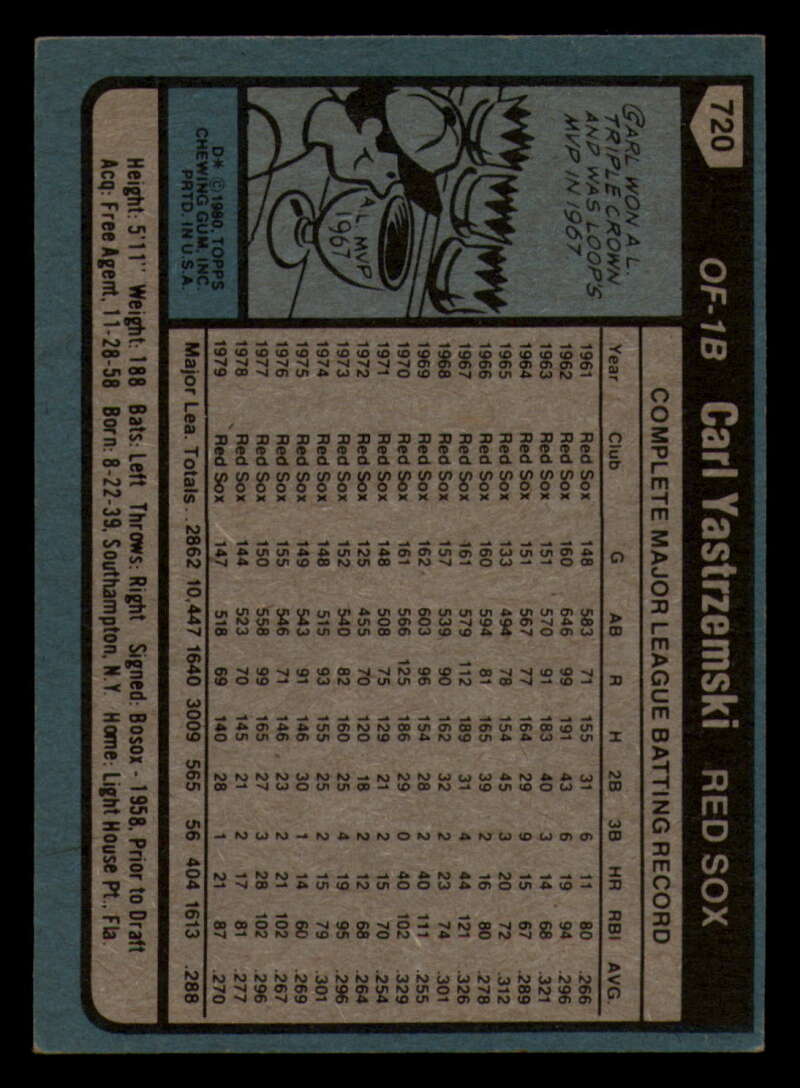 720
OF-1B Carl Yastrzemski RED SOX
CARL WON A.L.
TRIPLE CROWN
AND WAS LOOP'S
MVP IN 1967
A.L. MVP
1967
D* © 1980, TOPPS
CHEWING GUM, INC.
PRTD. IN U.S.A.
COMPLETE MAJOR LEAGUE BATTING RECORD
Year Club G AB R H 2B 3B HR RBI AVG.
1961 Red Sox 148 583 71 155 31 6 11 80 .266
1962 Red Sox 160 646 99 191 43 6 19 94 .296
1963 Red Sox 151 570 91 183 40 3 14 68 .321
1964 Red Sox 151 567 77 164 29 9 15 67 .289
1965 Red Sox 133 494 78 154 45 3 20 72 .312
1966 Red Sox 160 594 81 165 39 2 16 80 .278
1967 Red Sox 161 579 112 189 31 4 44 121 .326
1968 Red Sox 157 539 90 162 32 2 23 74 .301
1969 Red Sox 162 603 96 154 28 2 40 111 .255
1970 Red Sox 161 566 125 186 29 0 40 102 .329
1971 Red Sox 148 508 75 129 21 2 15 70 .254
1972 Red Sox 125 455 70 120 18 2 12 68 .264
1973 Red Sox 152 540 82 160 25 4 19 95 .296
1974 Red Sox 148 515 93 155 25 2 15 79 .301
1975 Red Sox 149 543 91 146 30 1 14 60 .269
1976 Red Sox 155 546 71 146 23 2 21 102 .267
1977 Red Sox 150 558 99 165 27 3 28 102 .296
1978 Red Sox 144 523 70 145 21 2 17 81 .277
1979 Red Sox 147 518 69 140 28 1 21 87 .270
Major Lea. Totals . . 2862 10,447 1640 3009 565 56 404 1613 .288
Height: 5'11" Weight: 188 Bats: Left Throws: Right Signed: Bosox - 1958, Prior to Draft
Acq: Free Agent, 11-28-58 Born: 8-22-39, Southampton, N.Y. Home: Light House Pt., Fla.